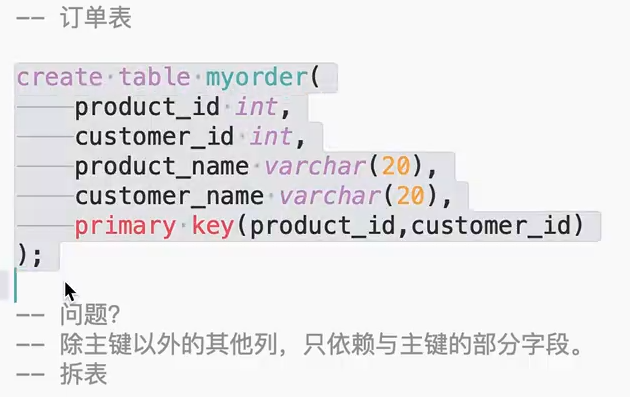 -- 订单表
create table myorder(
product_id int,
customer_id int,
product_name varchar(20),
customer_name varchar(20),
primary key(product_id,customer_id)
);
-- 问题?
-- 除主键以外的其他列，只依赖与主键的部分字段。
-- 拆表